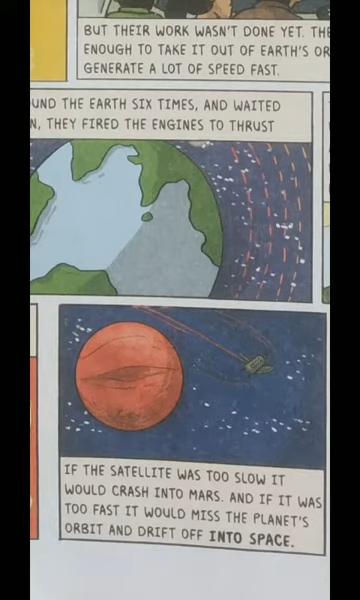 BUT THEIR WORK WASN'T DONE YET. THE
ENOUGH TO TAKE IT OUT OF EARTH'S OR
GENERATE A LOT OF SPEED FAST.
UND THE EARTH SIX TIMES, AND WAITED
N, THEY FIRED THE ENGINES TO THRUST
IF THE SATELLITE WAS TOO SLOW IT
WOULD CRASH INTO MARS. AND IF IT WAS
TOO FAST IT WOULD MISS THE PLANET'S
ORBIT AND DRIFT OFF INTO SPACE.